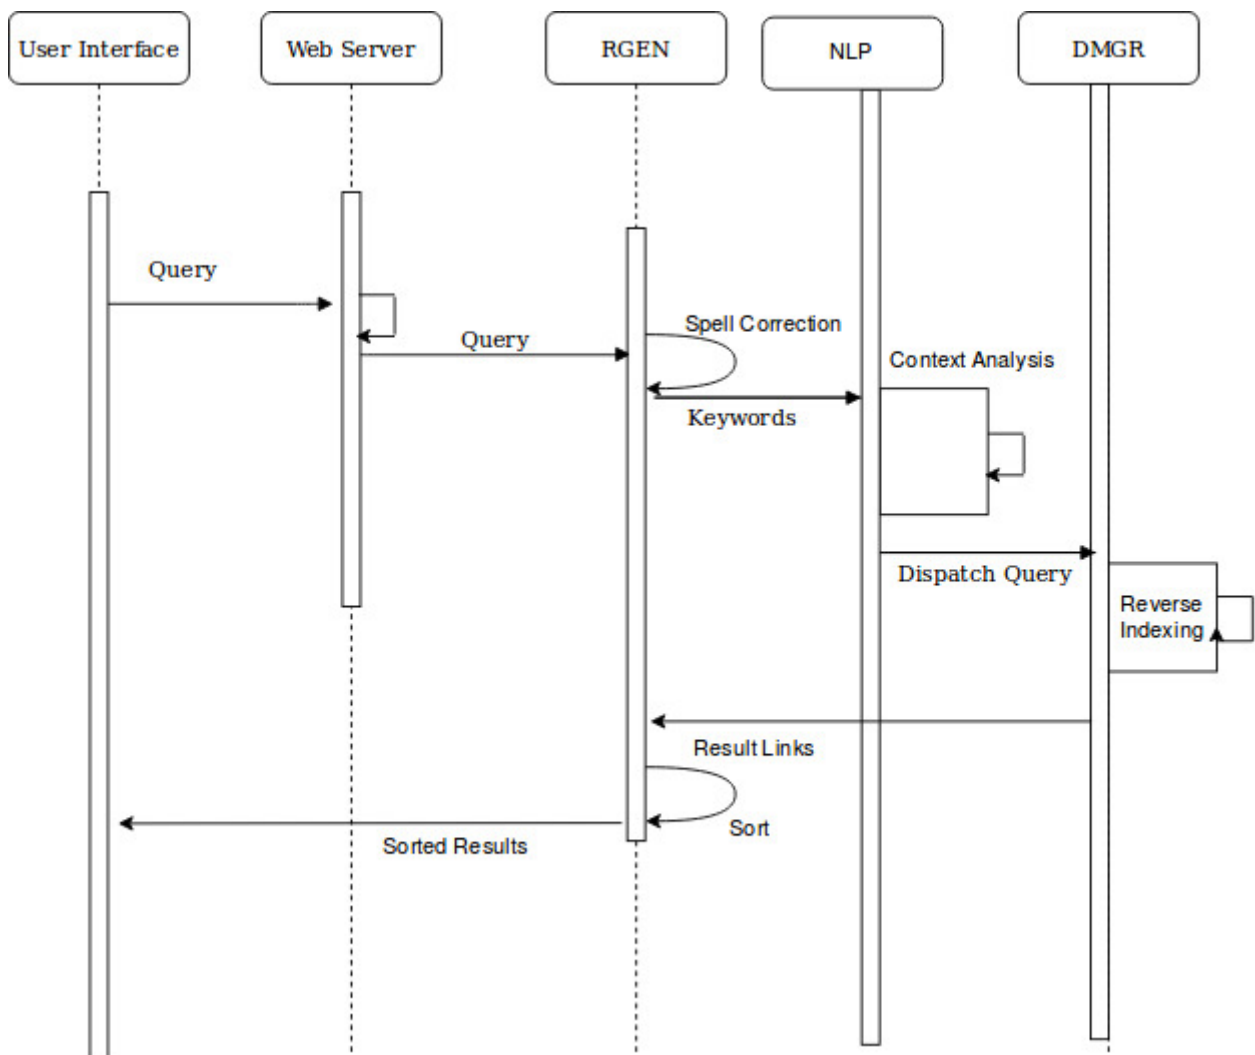 User Interface
Web Server
RGEN
NLP
DMGR
Query
Query
Spell Correction
Keywords
Context Analysis
Dispatch Query
Reverse
Indexing
Result Links
Sort
Sorted Results